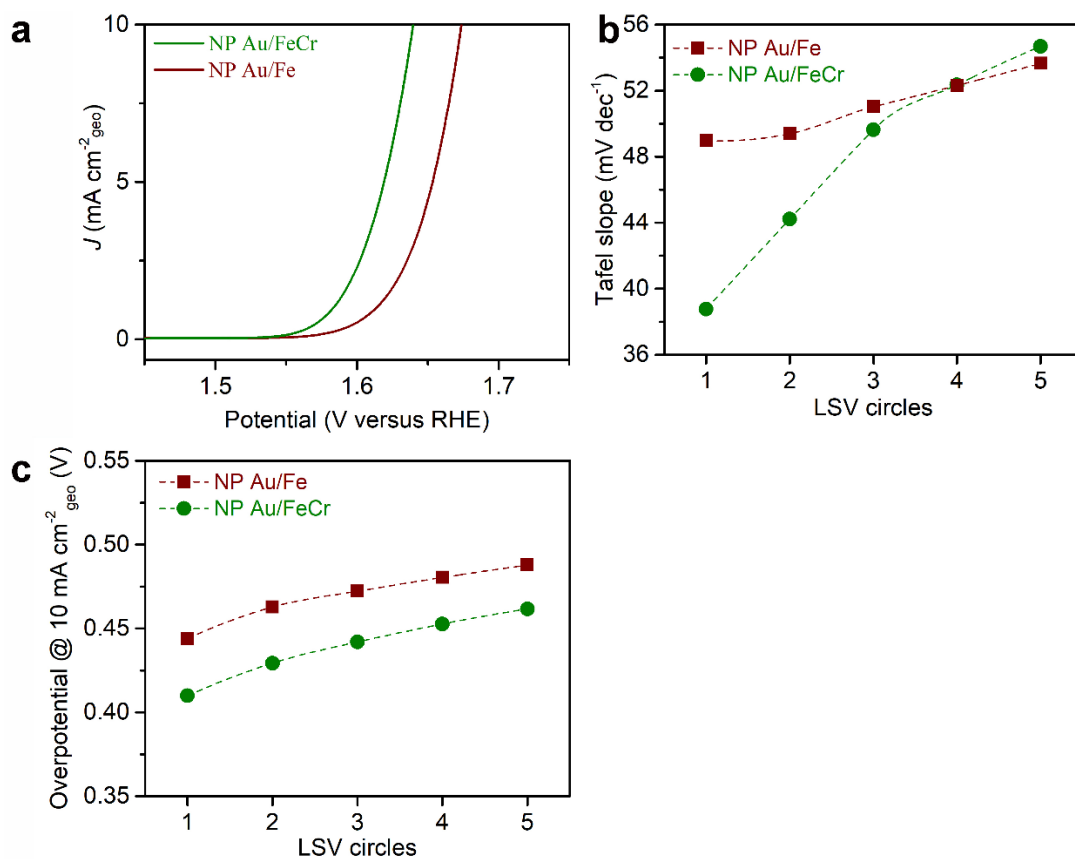 a
NP Au/FeCr
NP Au/Fe
10
5
0
J (mA cm-2geo)
1.5 1.6 1.7
Potential (V versus RHE)
b
NP Au/Fe
NP Au/FeCr
56
52
48
44
40
36
Tafel slope (mV dec-1)
1 2 3 4 5
LSV circles
c
NP Au/Fe
NP Au/FeCr
0.55
0.50
0.45
0.40
0.35
Overpotential @ 10 mA cm-2geo (V)
1 2 3 4 5
LSV circles